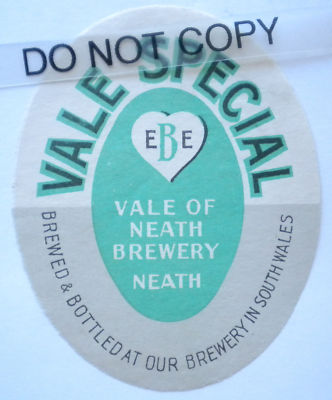 DO NOT COPY
VALE SPECIAL
EBE
VALE OF
NEATH
BREWERY
NEATH
BREWED & BOTTLED AT OUR BREWERY IN SOUTH WALES